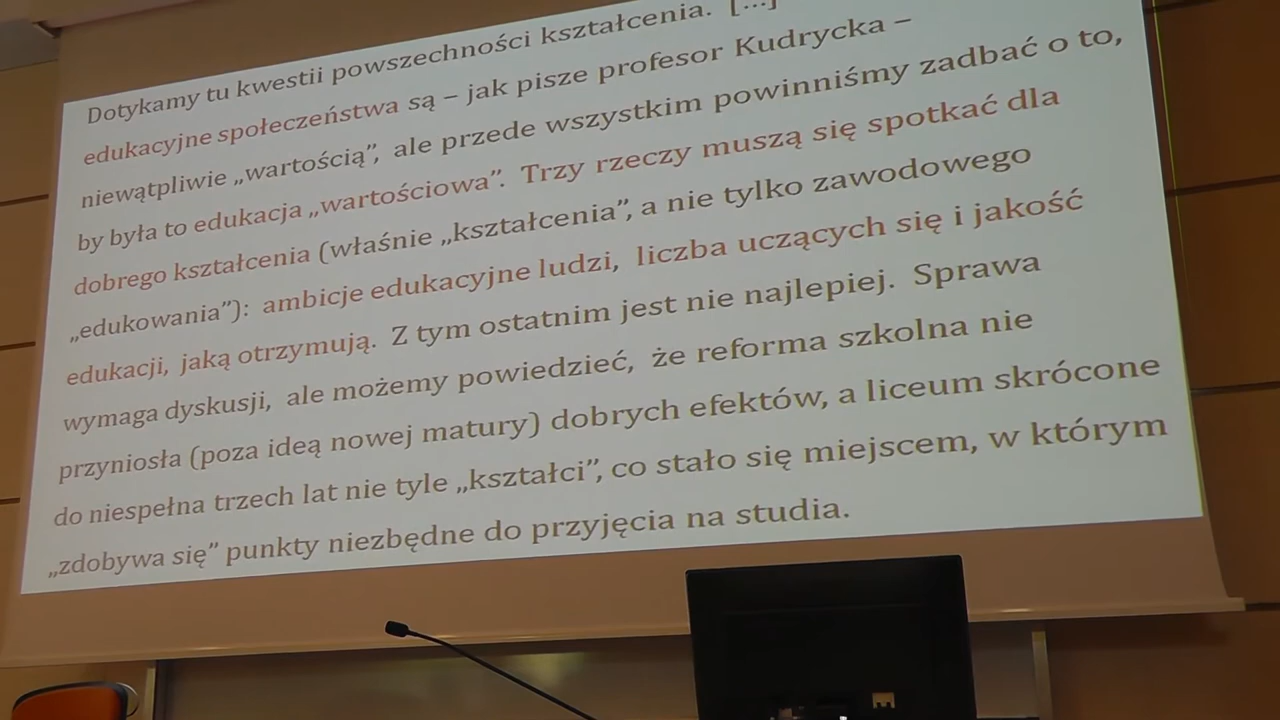 Dotykamy tu kwestii powszechności kształcenia. [...]
edukacyjne społeczeństwa są – jak pisze profesor Kudrycka –
niewątpliwie „wartością”, ale przede wszystkim powinniśmy zadbać o to,
by była to edukacja „wartościowa”. Trzy rzeczy muszą się spotkać dla
dobrego kształcenia (właśnie „kształcenia”, a nie tylko zawodowego
„edukowania”): ambicje edukacyjne ludzi, liczba uczących się i jakość
edukacji, jaką otrzymują. Z tym ostatnim jest nie najlepiej. Sprawa
wymaga dyskusji, ale możemy powiedzieć, że reforma szkolna nie
przyniosła (poza ideą nowej matury) dobrych efektów, a liceum skrócone
do niespełna trzech lat nie tyle „kształci”, co stało się miejscem, w którym
„zdobywa się” punkty niezbędne do przyjęcia na studia.